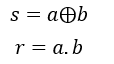 s = a⊕b
r = a.b